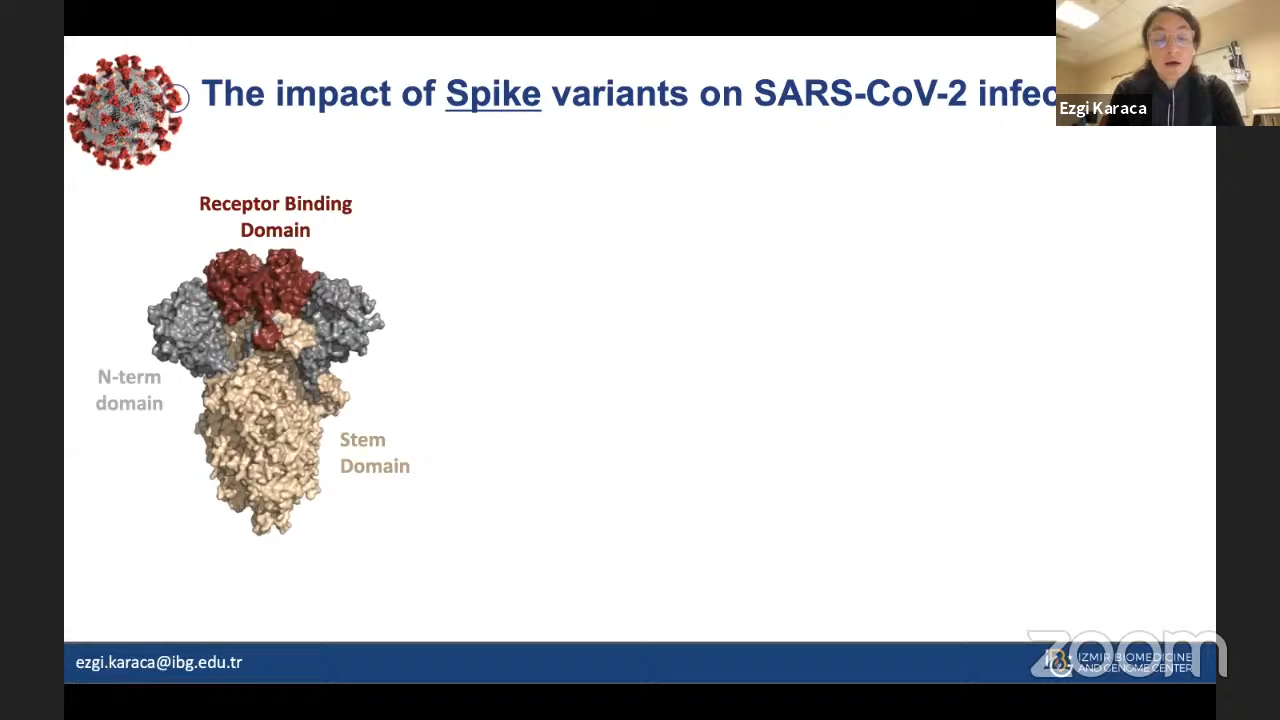 The impact of Spike variants on SARS-CoV-2 infec
Ezgi Karaca
Receptor Binding
Domain
N-term
domain
Stem
Domain
ezgi.karaca@ibg.edu.tr
IZMIR BIOMEDICINE
AND GENOME CENTER
zoom